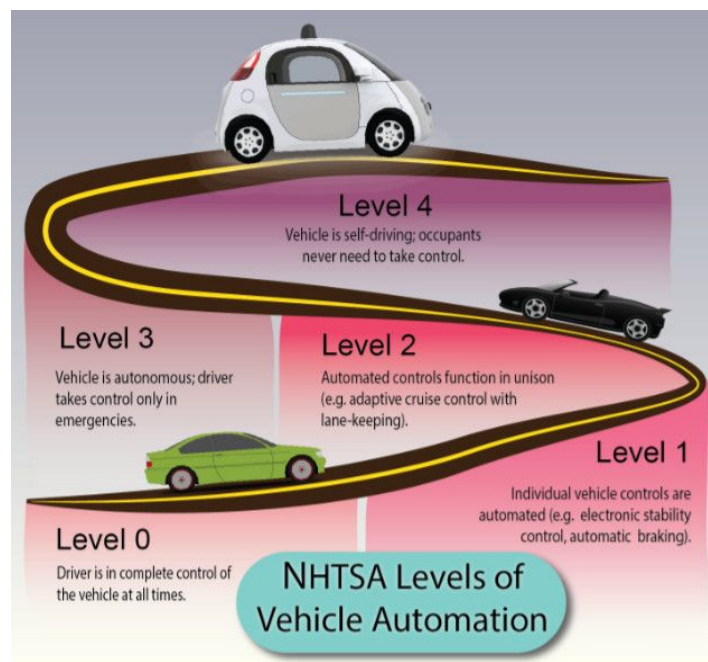 Level 4
Vehicle is self-driving; occupants
never need to take control.
Level 3
Vehicle is autonomous; driver
takes control only in
emergencies.
Level 2
Automated controls function in unison
(e.g. adaptive cruise control with
lane-keeping).
Level 1
Individual vehicle controls are
automated (e.g. electronic stability
control, automatic braking).
Level 0
Driver is in complete control of
the vehicle at all times.
NHTSA Levels of
Vehicle Automation